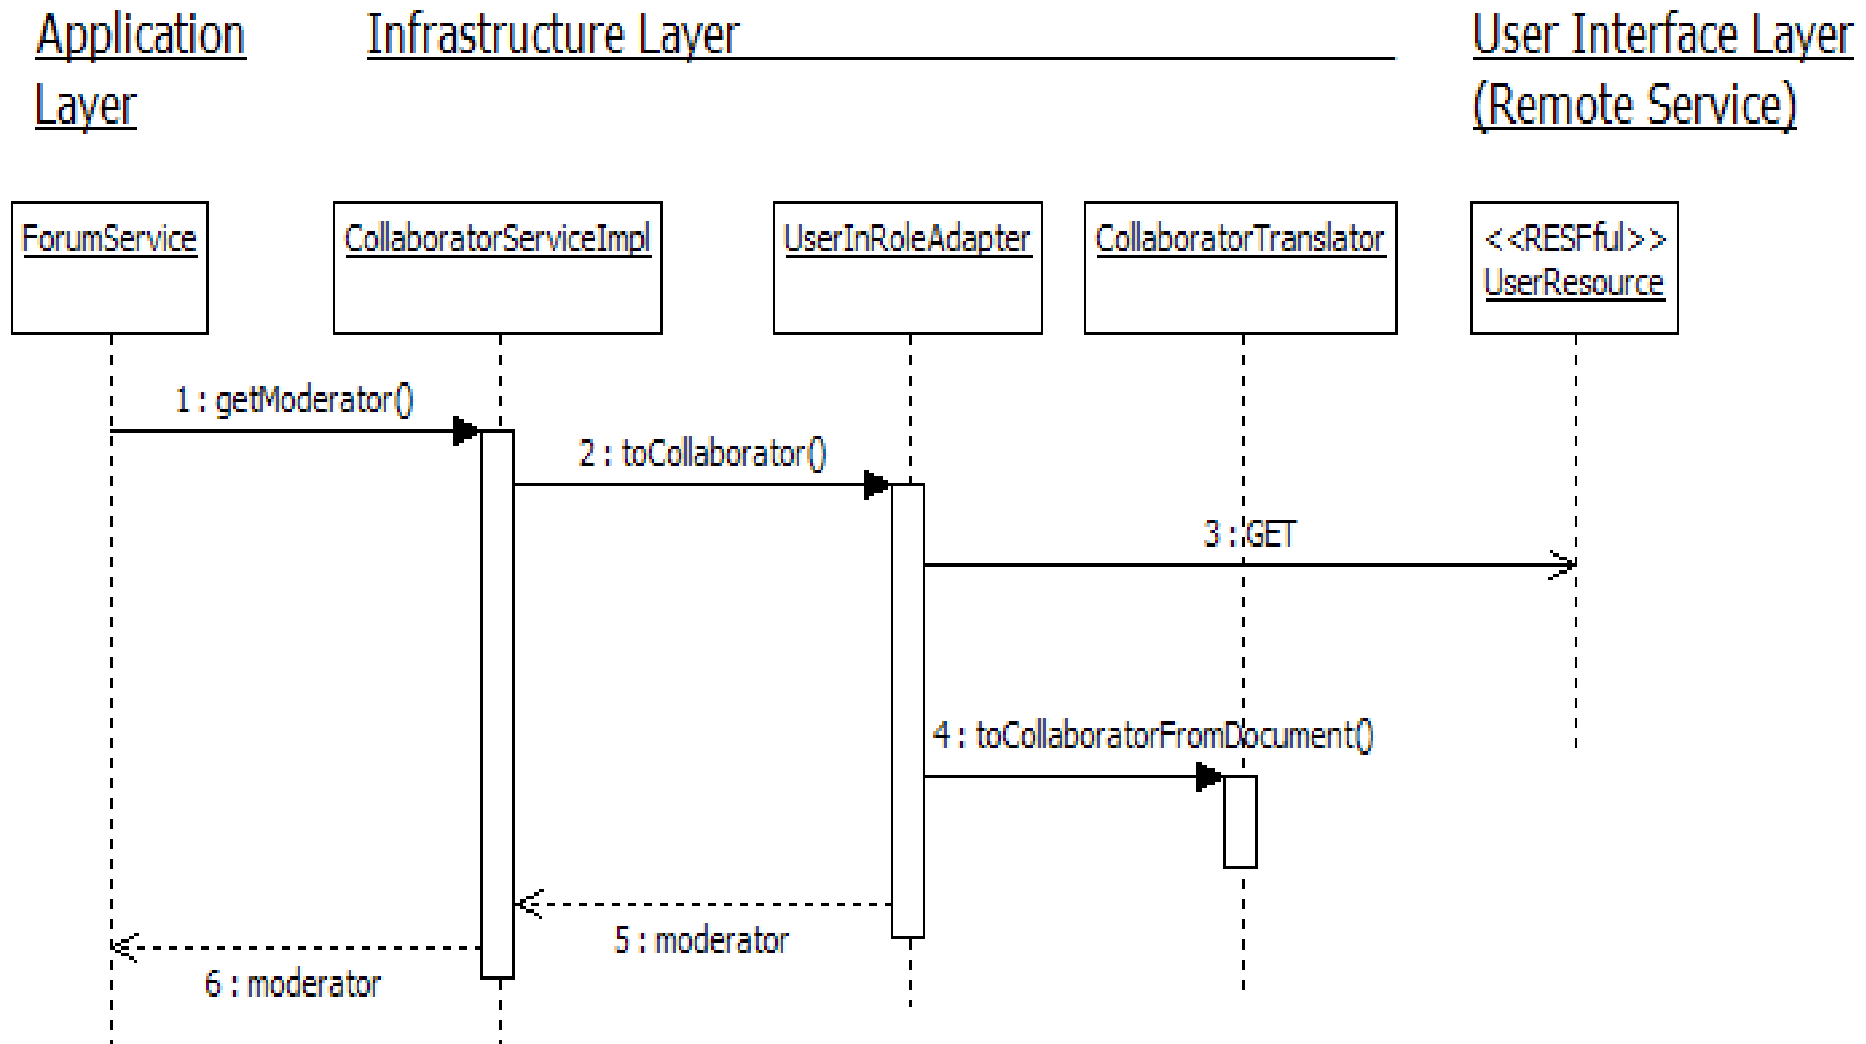 Application
Layer
Infrastructure Layer
User Interface Layer
(Remote Service)
ForumService
CollaboratorServiceImpl
UserInRoleAdapter
CollaboratorTranslator
<<RESFful>>
UserResource
1 : getModerator()
2 : toCollaborator()
3 : GET
4 : toCollaboratorFromDocument()
5 : moderator
6 : moderator